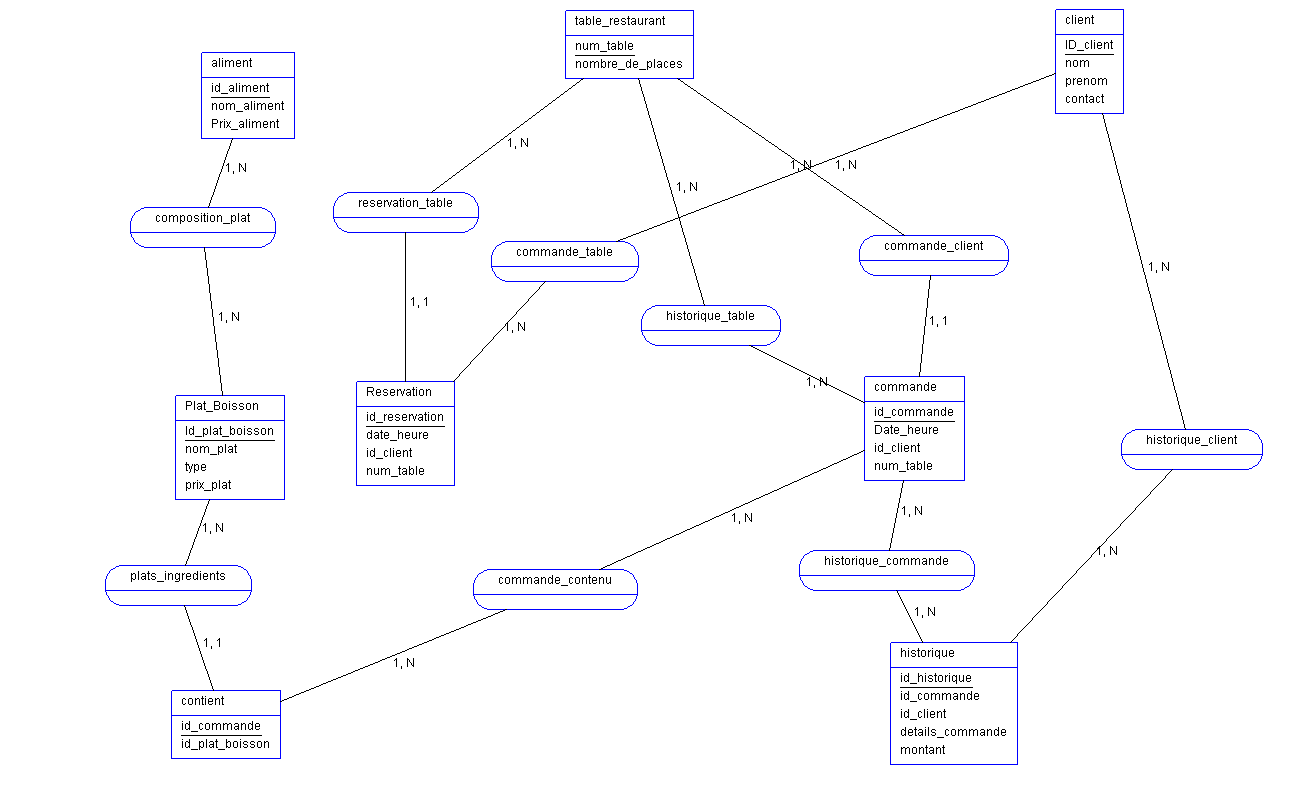 table_restaurant
num_table
nombre_de_places
client
ID_client
nom
prenom
contact
aliment
id_aliment
nom_aliment
Prix_aliment
1, N
1, N
1, N
1, N
1, N
reservation_table
composition_plat
commande_table
commande_client
1, N
1, 1
historique_table
1, N
1, N
1, 1
1, N
Reservation
id_reservation
date_heure
id_client
num_table
commande
id_commande
Date_heure
id_client
num_table
Plat_Boisson
Id_plat_boisson
nom_plat
type
prix_plat
historique_client
1, N
1, N
1, N
1, N
historique_commande
plats_ingredients
commande_contenu
1, N
1, 1
1, N
historique
id_historique
id_commande
id_client
details_commande
montant
contient
id_commande
id_plat_boisson